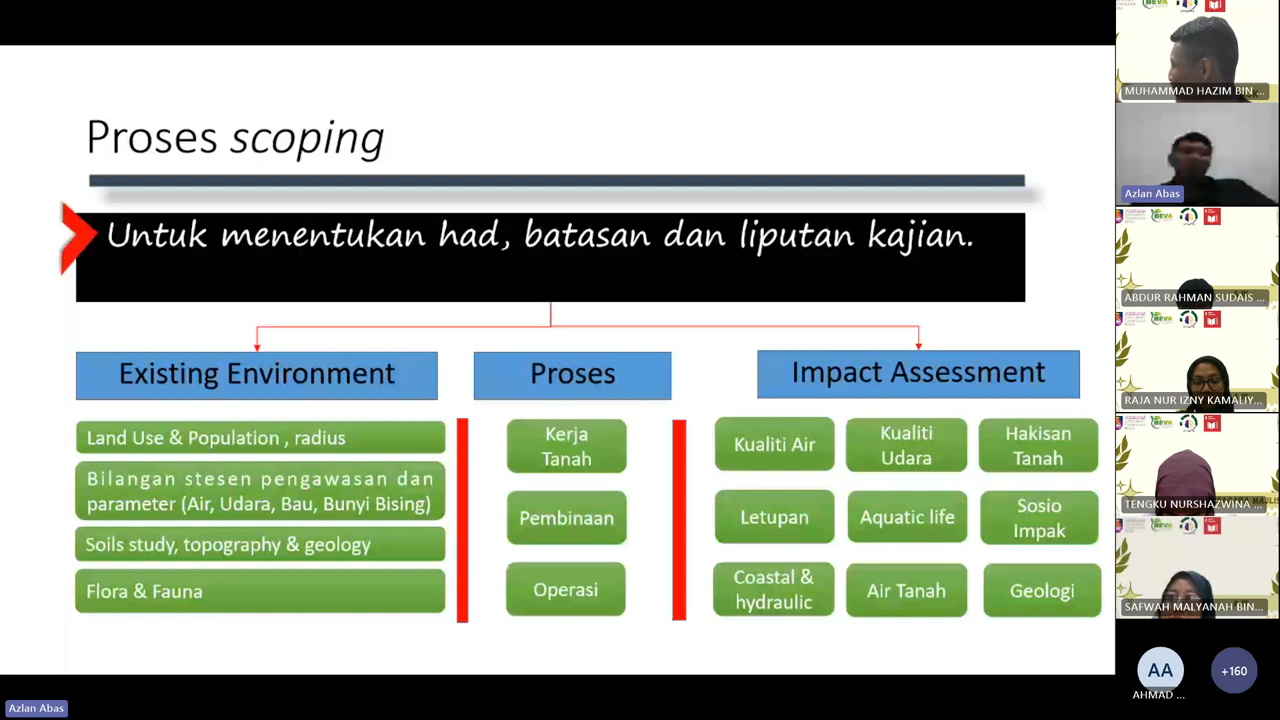 Proses scoping
Untuk menentukan had, batasan dan liputan kajian.
Existing Environment
Land Use & Population , radius
Bilangan stesen pengawasan dan
parameter (Air, Udara, Bau, Bunyi Bising)
Soils study, topography & geology
Flora & Fauna
Proses
Kerja
Tanah
Pembinaan
Operasi
Impact Assessment
Kualiti Air
Kualiti
Udara
Hakisan
Tanah
Letupan
Aquatic life
Sosio
Impak
Coastal &
hydraulic
Air Tanah
Geologi
MUHAMMAD HAZIM BIN ...
Azlan Abas
ABDUR RAHMAN SUDAIS ...
RAJA NUR IZNY KAMALIY...
TENGKU NURSHAZWINA ...
SAFWAH MALYANAH BIN...
AA
AHMAD ...
+160
Azlan Abas